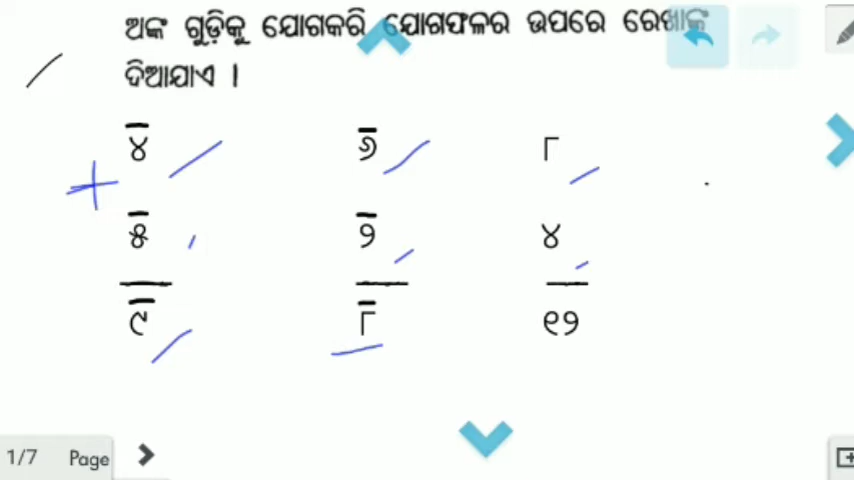 ଅଙ୍କ ଗୁଡ଼ିକୁ ଯୋଗକରି ଯୋଗଫଳର ଉପରେ ରେଖାଙ୍କ
ଦିଆଯାଏ ।
୪̅ ୬̅ ୮
+
୫̅ ୨̅ ୪
୯̅ ୮̅ ୧୨
1/7 Page